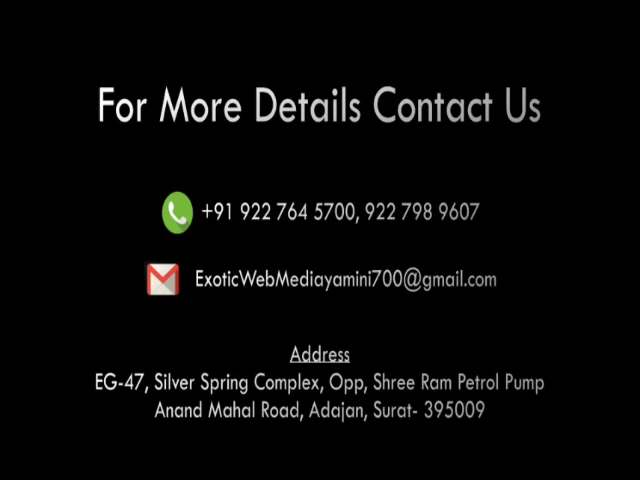 For More Details Contact Us
+91 922 764 5700, 922 798 9607
ExoticWebMediayamini700@gmail.com
Address
EG-47, Silver Spring Complex, Opp, Shree Ram Petrol Pump
Anand Mahal Road, Adajan, Surat- 395009